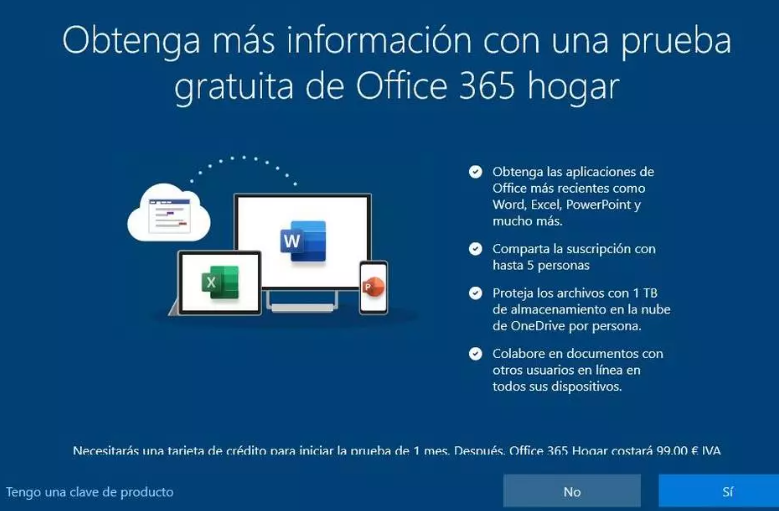 Obtenga más información con una prueba
gratuita de Office 365 hogar
Obtenga las aplicaciones de
Office más recientes como
Word, Excel, PowerPoint y
mucho más.
Comparta la suscripción con
hasta 5 personas
Proteja los archivos con 1 TB
de almacenamiento en la nube
de OneDrive por persona.
Colabore en documentos con
otros usuarios en línea en
todos sus dispositivos.
W
X
P
Necesitarás una tarjeta de crédito para iniciar la prueba de 1 mes. Después, Office 365 Hogar costará 99,00 € IVA
Tengo una clave de producto
No
Sí